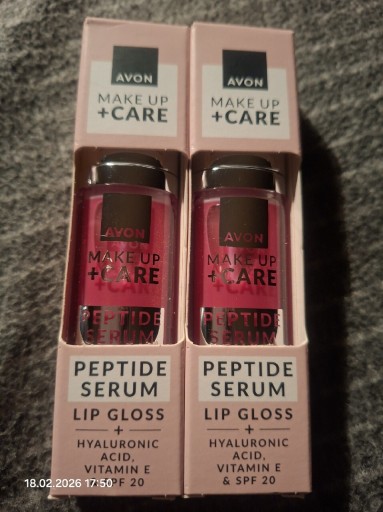 AVON
MAKE UP
+CARE
AVON
MAKE UP
+CARE
PEPTIDE
SERUM
PEPTIDE
SERUM
LIP GLOSS
+
HYALURONIC
ACID,
VITAMIN E
SPF 20
AVON
MAKE UP
+CARE
AVON
MAKE UP
+CARE
PEPTIDE
SERUM
PEPTIDE
SERUM
LIP GLOSS
+
HYALURONIC
ACID,
VITAMIN E
& SPF 20
18.02.2026 17:50